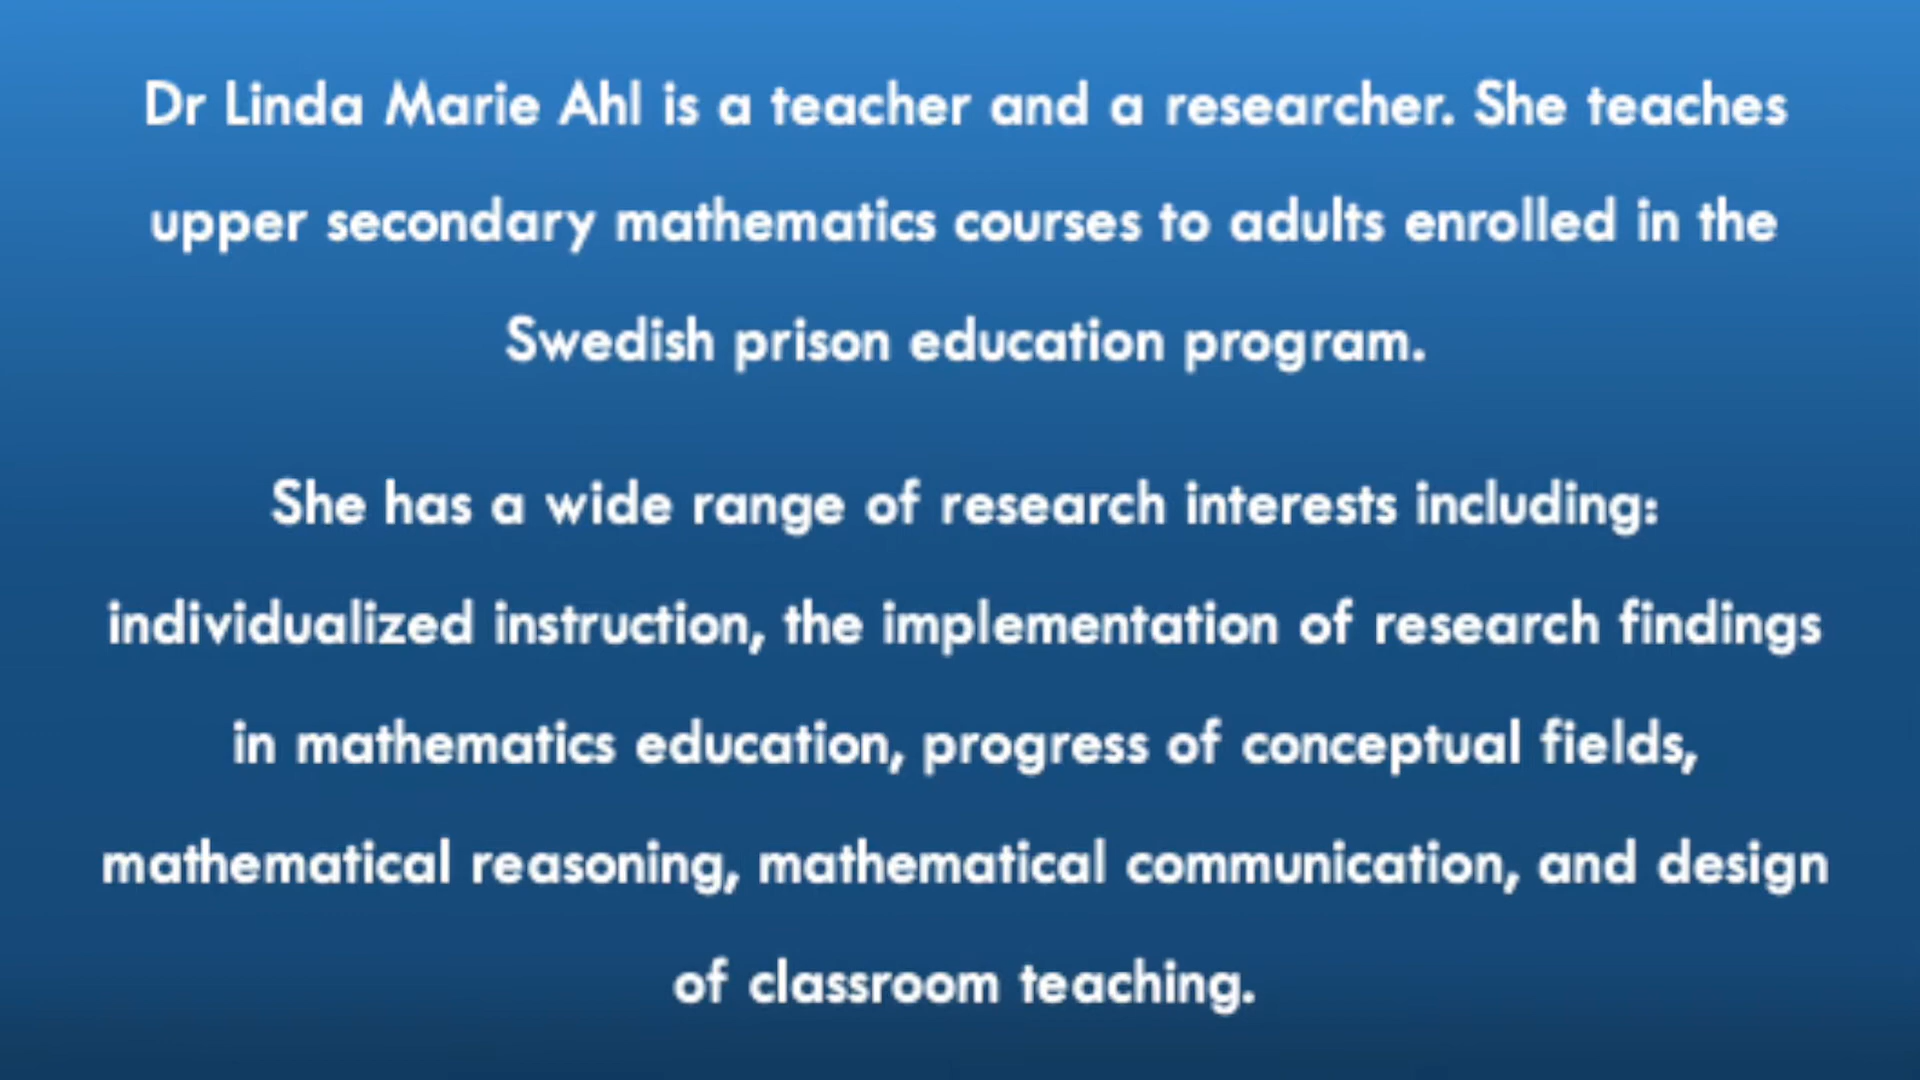 Dr Linda Marie Ahl is a teacher and a researcher. She teaches
upper secondary mathematics courses to adults enrolled in the
Swedish prison education program.
She has a wide range of research interests including:
individualized instruction, the implementation of research findings
in mathematics education, progress of conceptual fields,
mathematical reasoning, mathematical communication, and design
of classroom teaching.